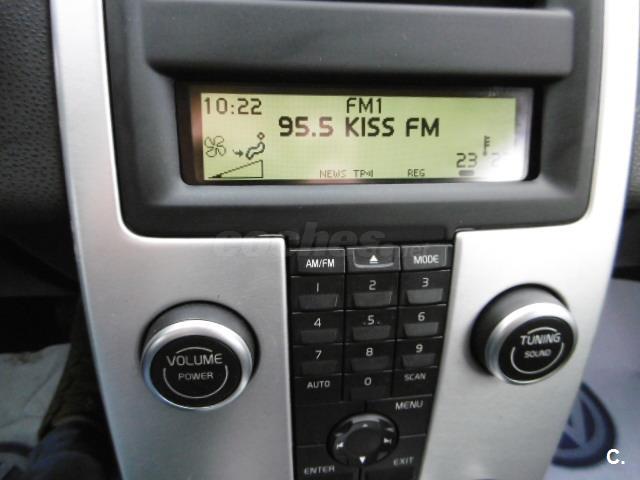 10:22 FM1
95.5 KISS FM
23
NEWS TP REG
coches.net
AM/FM MODE
1 2 3
4 5 6
7 8 9
AUTO 0 SCAN
MENU
ENTER EXIT
VOLUME
POWER
TUNING
SOUND
C.